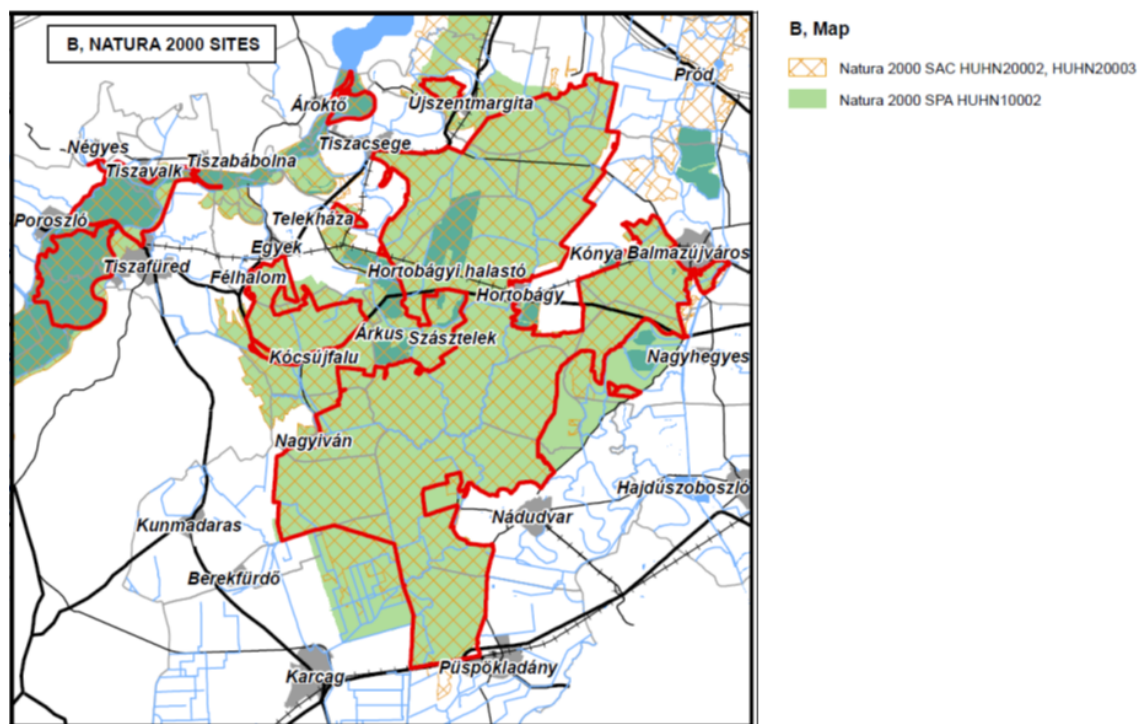 B, NATURA 2000 SITES
B, Map
Natura 2000 SAC HUHN20002, HUHN20003
Natura 2000 SPA HUHN10002
Pród
Ároktő
Újszentmargita
Tiszacsege
Négyes
Tiszabábolna
Tiszavalk
Poroszló
Telekháza
Egyek
Kónya
Balmazújváros
Tiszafüred
Félhalom
Hortobágyi halastó
Hortobágy
Árkus
Szásztelek
Kócsújfalu
Nagyhegyes
Nagyiván
Hajdúszoboszló
Nádudvar
Kunmadaras
Berekfürdő
Püspökladány
Karcag